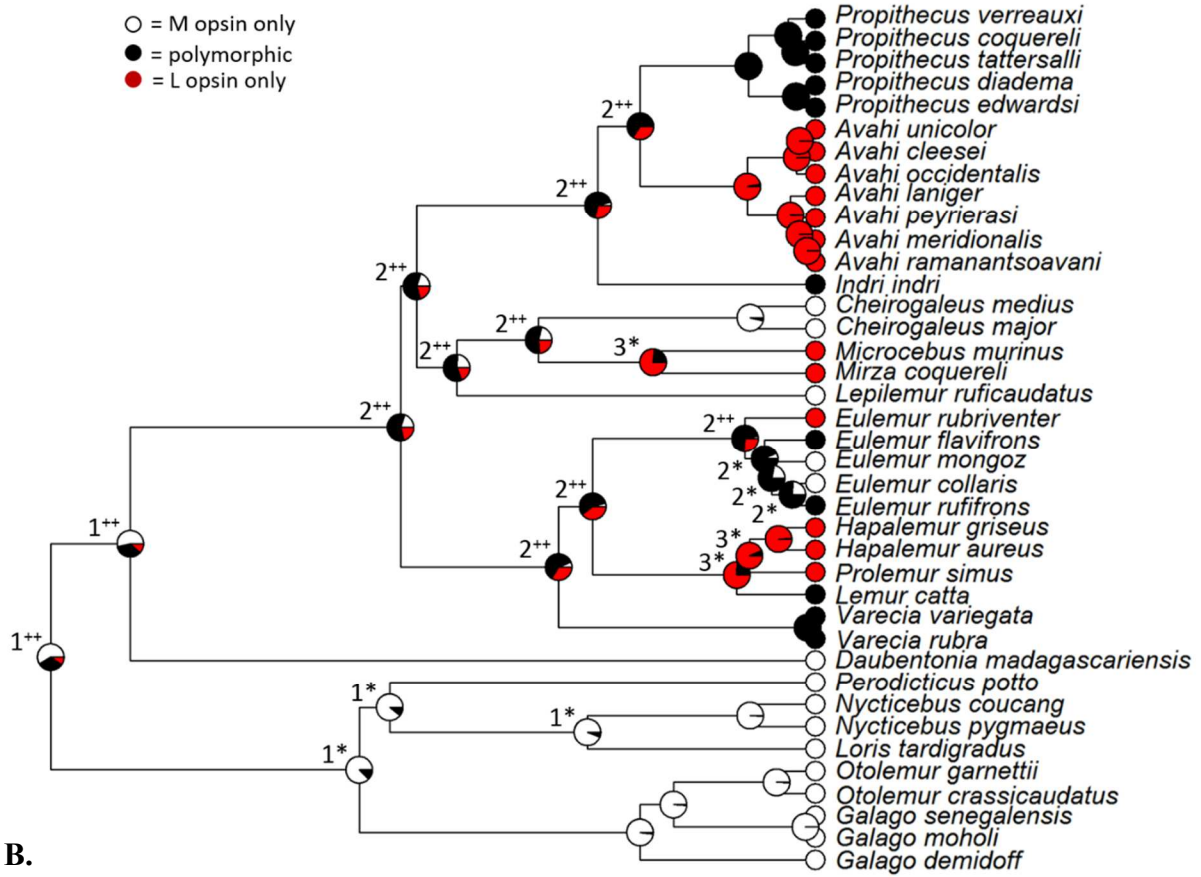 = M opsin only
= polymorphic
= L opsin only
Propithecus verreauxi
Propithecus coquereli
Propithecus tattersalli
Propithecus diadema
Propithecus edwardsi
2++
Avahi unicolor
Avahi cleesei
Avahi occidentalis
2++
Avahi laniger
Avahi peyrierasi
Avahi meridionalis
Avahi ramanantsoavani
2++
Indri indri
Cheirogaleus medius
2++
Cheirogaleus major
2++
3*
Microcebus murinus
Mirza coquereli
Lepilemur ruficaudatus
2++
2++
Eulemur rubriventer
Eulemur flavifrons
2*
Eulemur mongoz
2*
Eulemur collaris
2++
Eulemur rufifrons
2*
1++
Hapalemur griseus
3*
2++
Hapalemur aureus
3*
Prolemur simus
Lemur catta
Varecia variegata
1++
Varecia rubra
Daubentonia madagascariensis
1*
Perodicticus potto
Nycticebus coucang
1*
Nycticebus pygmaeus
1*
Loris tardigradus
Otolemur garnettii
Otolemur crassicaudatus
Galago senegalensis
Galago moholi
B.
Galago demidoff